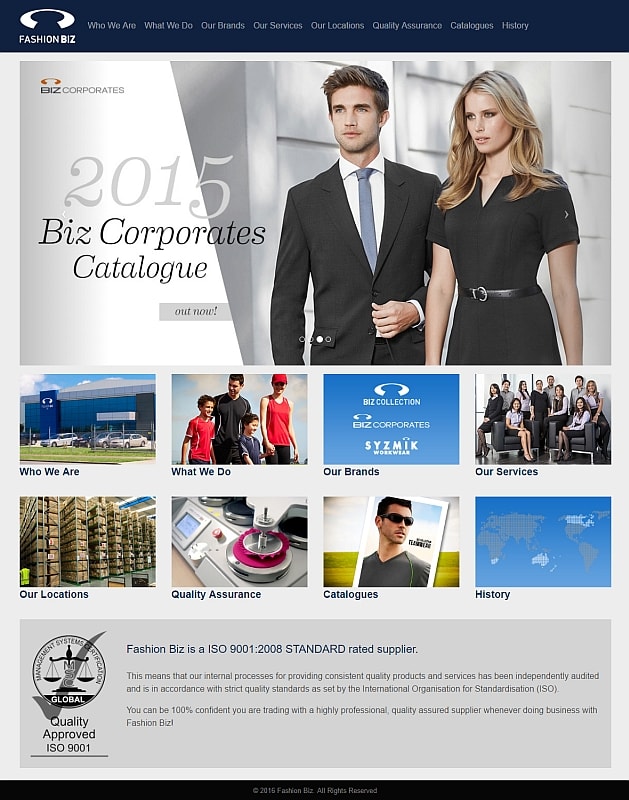 FASHION BIZ
Who We Are What We Do Our Brands Our Services Our Locations Quality Assurance Catalogues History
BIZ CORPORATES
2015
Biz Corporates
Catalogue
out now!
BIZ COLLECTION
BIZ CORPORATES
SYZMIK
WORKWEAR
Who We Are
What We Do
Our Brands
Our Services
Our Locations
Quality Assurance
Catalogues
History
MANAGEMENT SYSTEMS CERTIFICATION
GLOBAL
Quality
Approved
ISO 9001
Fashion Biz is a ISO 9001:2008 STANDARD rated supplier.
This means that our internal processes for providing consistent quality products and services has been independently audited
and is in accordance with strict quality standards as set by the International Organisation for Standardisation (ISO).
You can be 100% confident you are trading with a highly professional, quality assured supplier whenever doing business with
Fashion Biz!
© 2016 Fashion Biz. All Rights Reserved